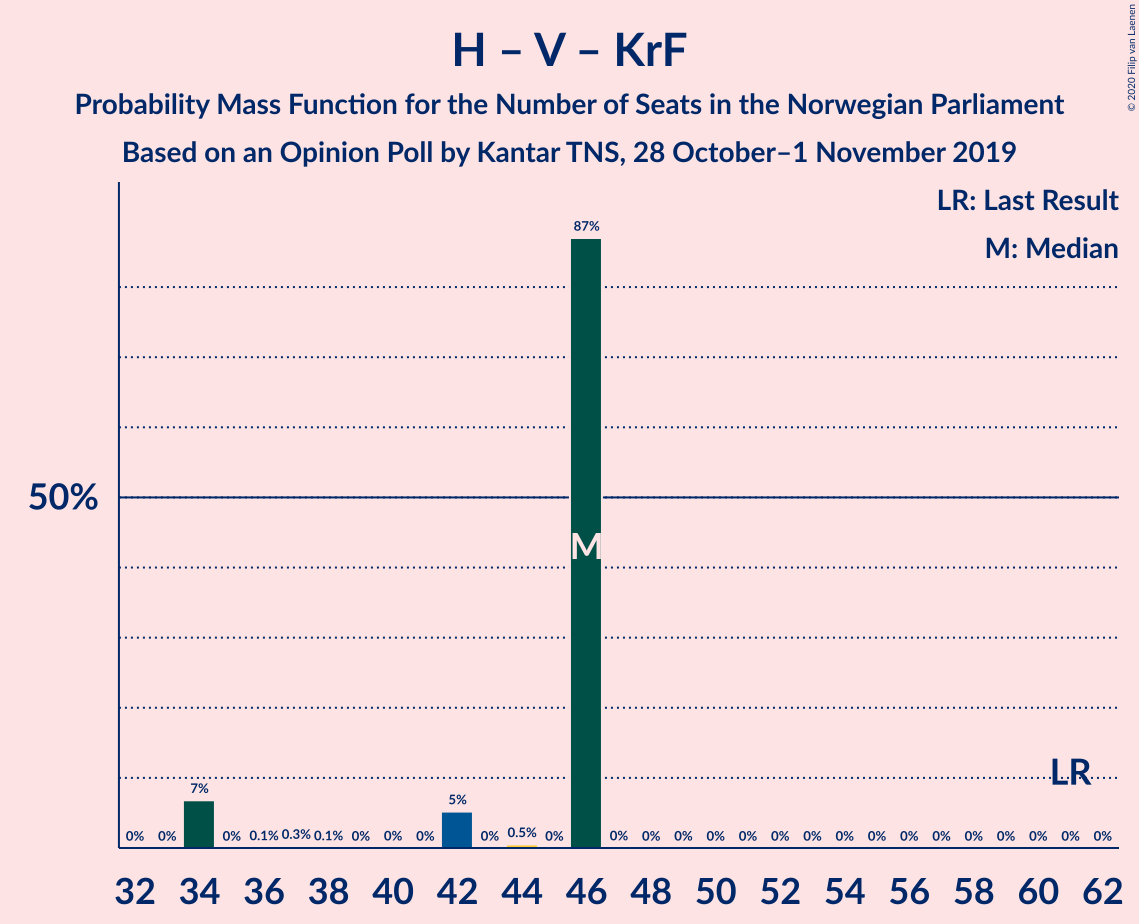 H – V – KrF
Probability Mass Function for the Number of Seats in the Norwegian Parliament
Based on an Opinion Poll by Kantar TNS, 28 October–1 November 2019
© 2020 Filip van Laenen
LR: Last Result
M: Median
87%
50%
M
LR
7%
5%
0% 0% 0% 0.1% 0.3% 0.1% 0% 0% 0% 0% 0.5% 0% 0% 0% 0% 0% 0% 0% 0% 0% 0% 0% 0% 0% 0% 0% 0% 0%
32 34 36 38 40 42 44 46 48 50 52 54 56 58 60 62